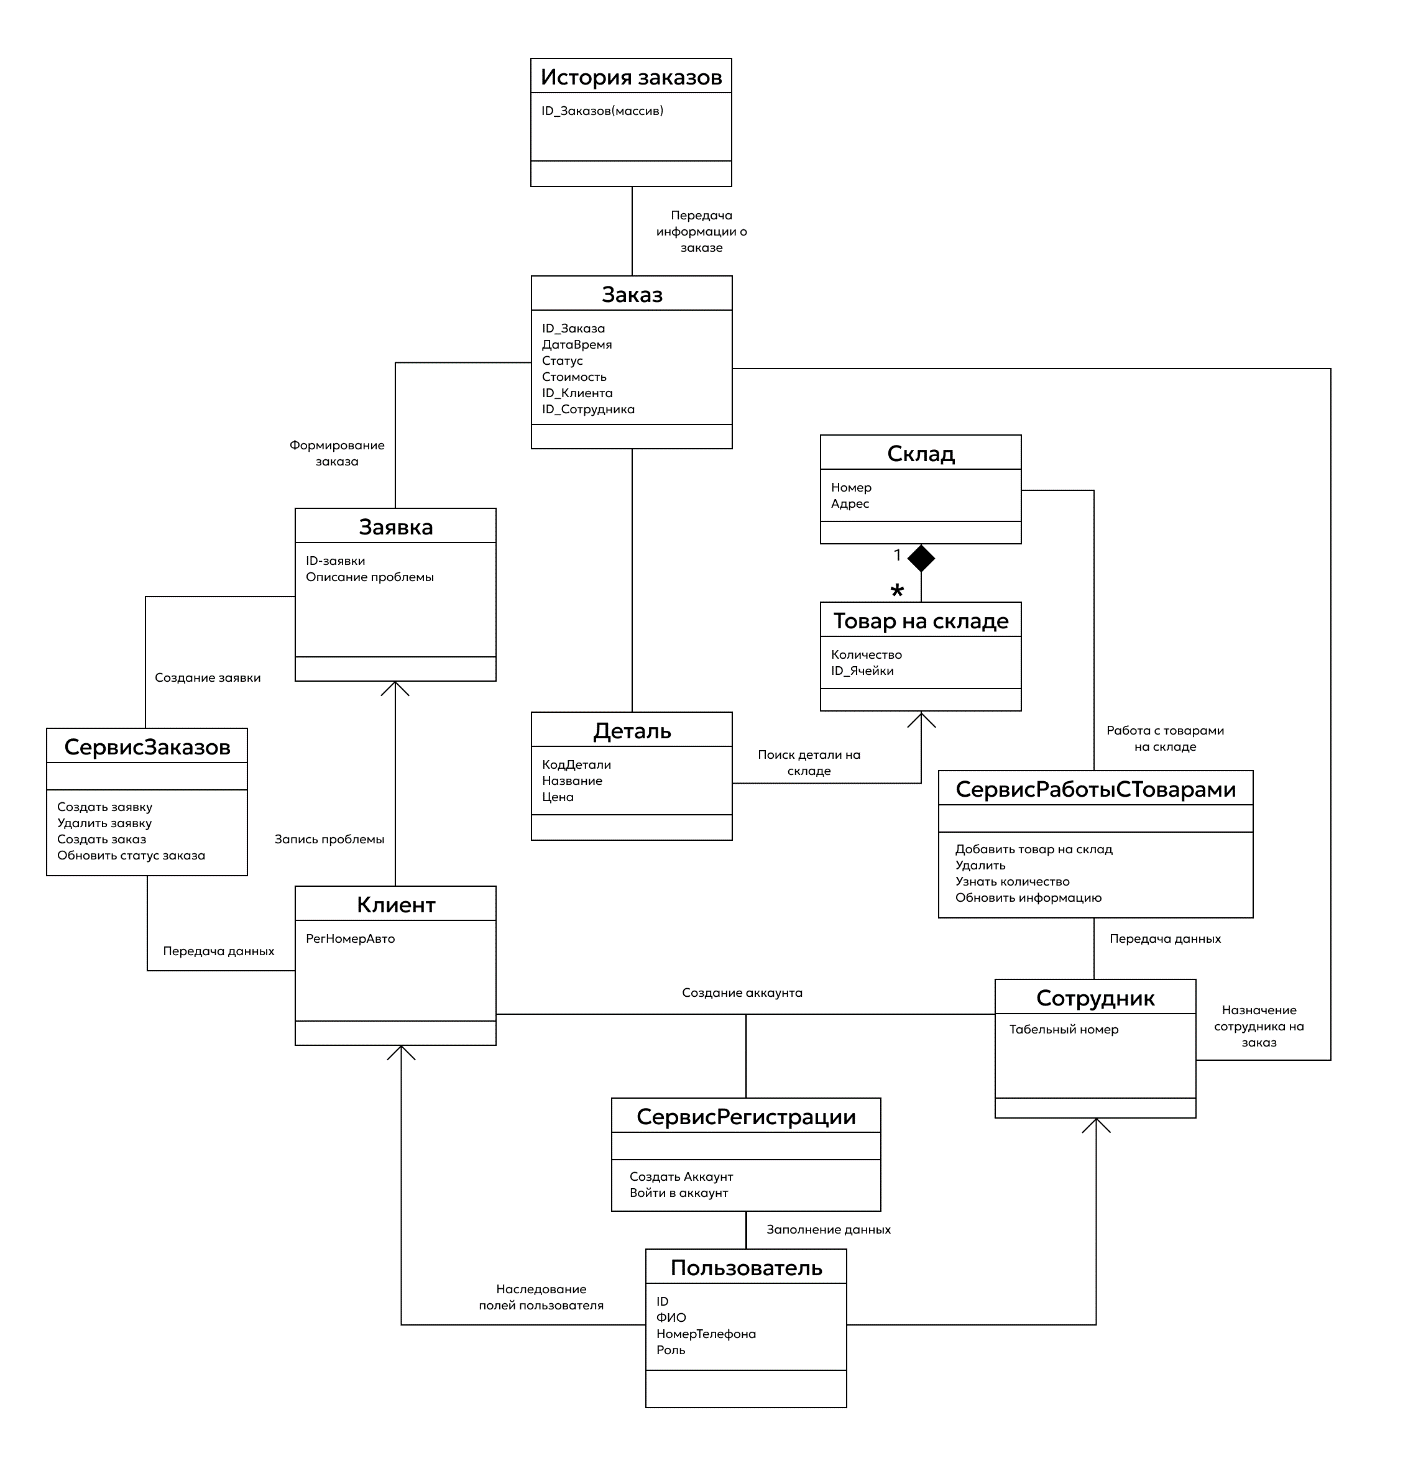 История заказов
ID_Заказов(массив)
Передача
информации о
заказе
Заказ
ID_Заказа
ДатаВремя
Статус
Стоимость
ID_Клиента
ID_Сотрудника
Формирование
заказа
Склад
Номер
Адрес
1
*
Заявка
ID-заявки
Описание проблемы
Товар на складе
Количество
ID_Ячейки
Создание заявки
Деталь
КодДетали
Название
Цена
Поиск детали на
складе
Работа с товарами
на складе
СервисЗаказов
Создать заявку
Удалить заявку
Создать заказ
Обновить статус заказа
Запись проблемы
СервисРаботыСТоварами
Добавить товар на склад
Удалить
Узнать количество
Обновить информацию
Клиент
РегНомерАвто
Передача данных
Передача данных
Создание аккаунта
Сотрудник
Табельный номер
Назначение
сотрудника на
заказ
СервисРегистрации
Создать Аккаунт
Войти в аккаунт
Заполнение данных
Пользователь
ID
ФИО
НомерТелефона
Роль
Наследование
полей пользователя